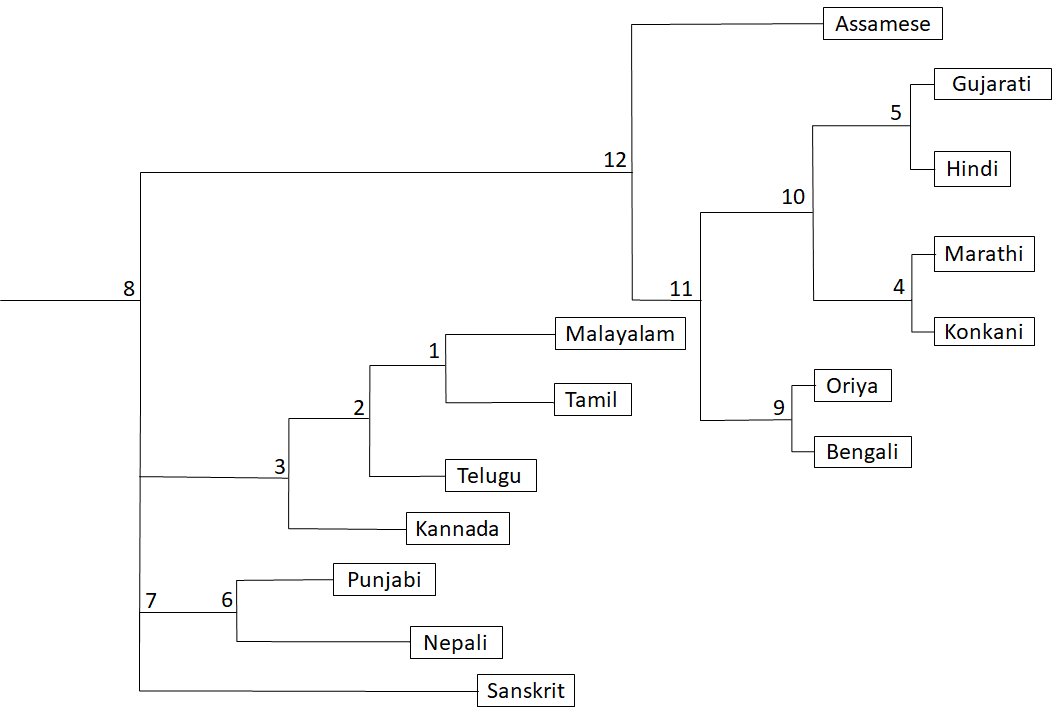 Assamese
Gujarati
5
12
Hindi
10
Marathi
8
11
4
Malayalam
Konkani
1
Tamil
Oriya
2
9
Bengali
3
Telugu
Kannada
Punjabi
7
6
Nepali
Sanskrit